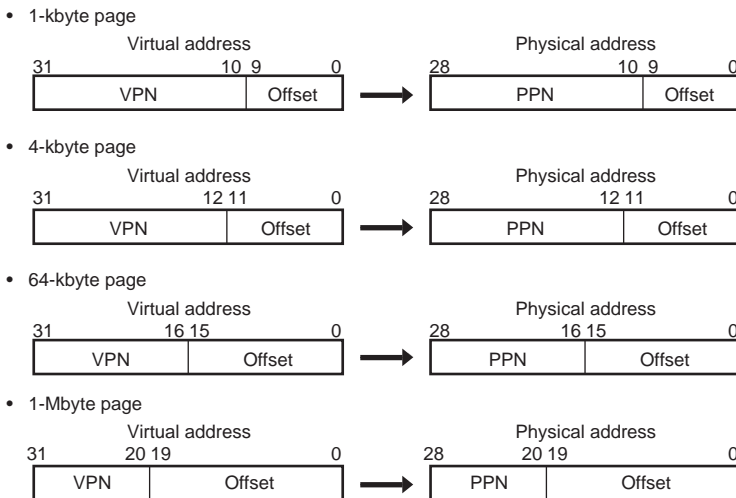 • 1-kbyte page
Virtual address Physical address
31 10 9 0 28 10 9 0
VPN Offset PPN Offset
• 4-kbyte page
Virtual address Physical address
31 12 11 0 28 12 11 0
VPN Offset PPN Offset
• 64-kbyte page
Virtual address Physical address
31 16 15 0 28 16 15 0
VPN Offset PPN Offset
• 1-Mbyte page
Virtual address Physical address
31 20 19 0 28 20 19 0
VPN Offset PPN Offset